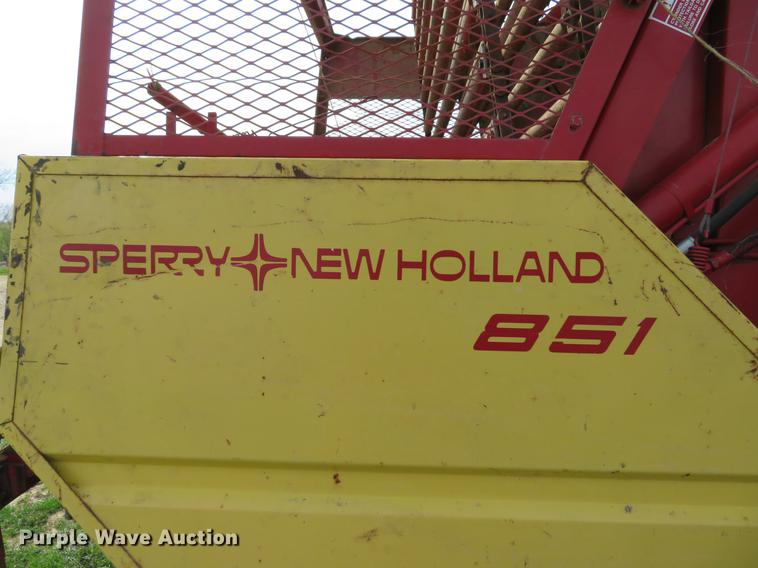 SPERRY NEW HOLLAND
851
Purple Wave Auction